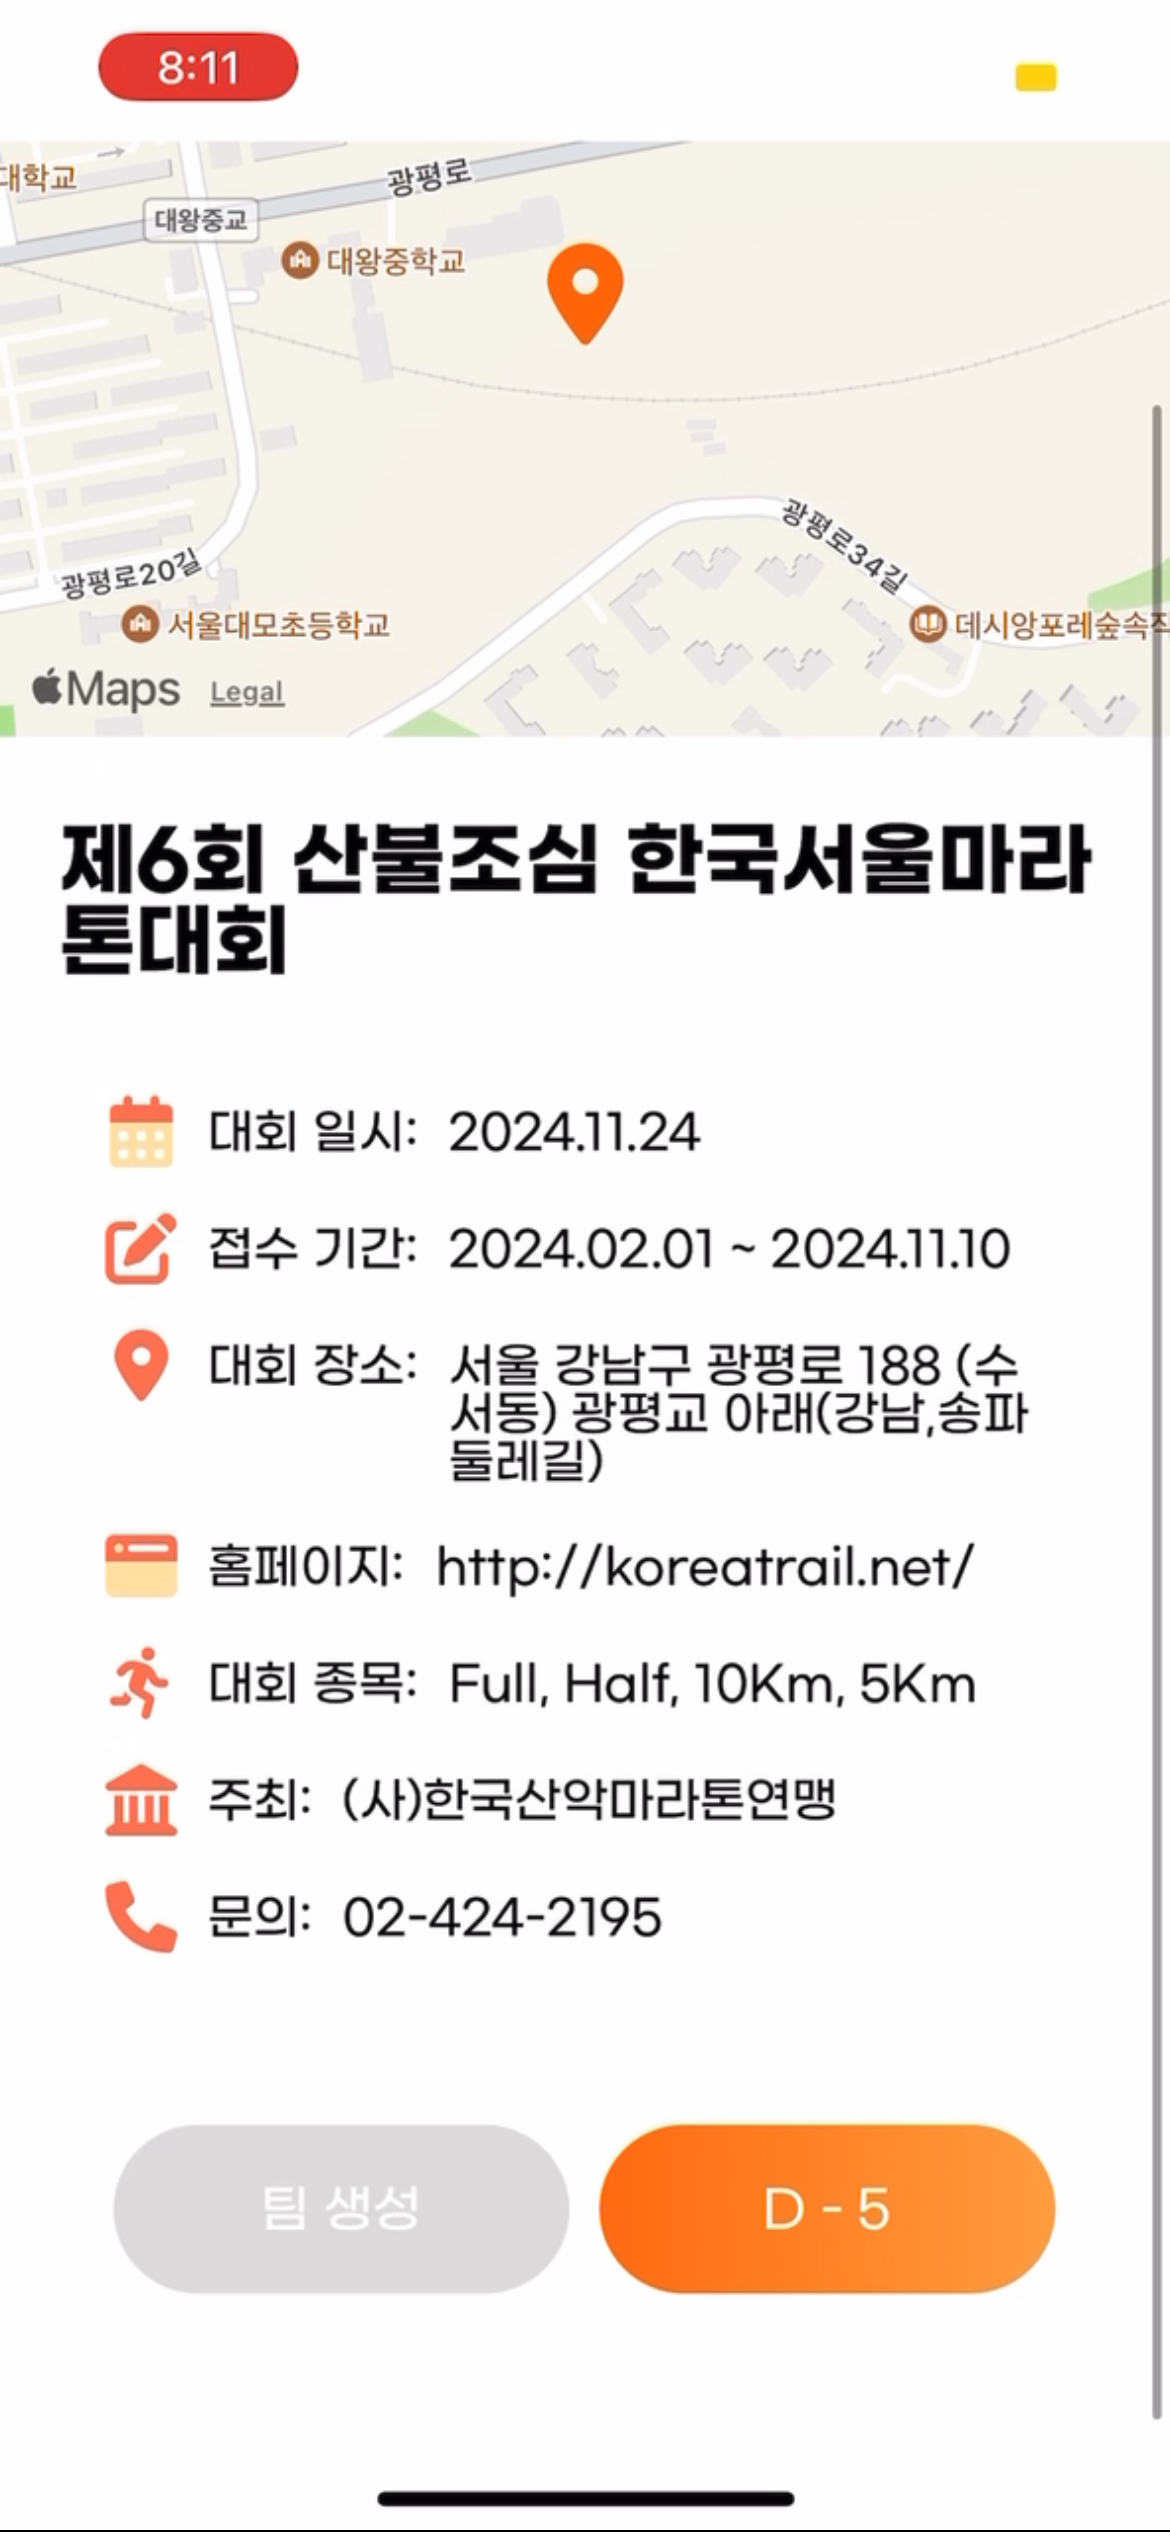 8:11
대학교
광평로
대왕중교
대왕중학교
광평로34길
광평로20길
서울대모초등학교
데시앙포레숲속작
Maps Legal
제6회 산불조심 한국서울마라
톤대회
대회 일시: 2024.11.24
접수 기간: 2024.02.01 ~ 2024.11.10
대회 장소: 서울 강남구 광평로 188 (수
서동) 광평교 아래(강남,송파
둘레길)
홈페이지: http://koreatrail.net/
대회 종목: Full, Half, 10Km, 5Km
주최: (사)한국산악마라톤연맹
문의: 02-424-2195
팀 생성
D - 5